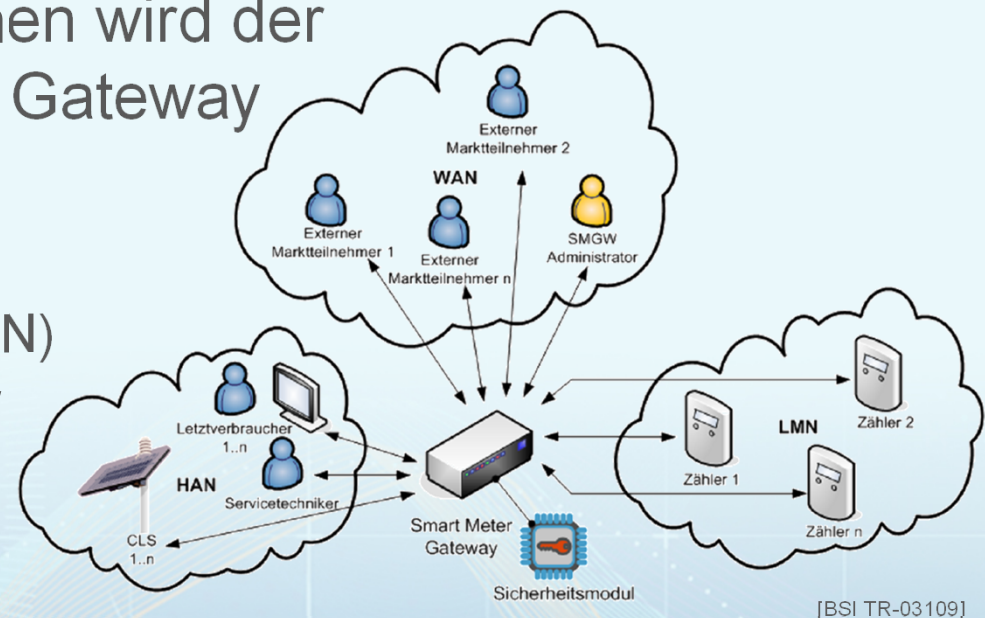 nen wird der
Gateway
N)
Externer
Marktteilnehmer 2
WAN
Externer
Marktteilnehmer 1
Externer
Marktteilnehmer n
SMGW
Administrator
Letztverbraucher
1..n
HAN
Servicetechniker
CLS
1..n
Smart Meter
Gateway
Sicherheitsmodul
LMN
Zähler 1
Zähler 2
Zähler n
[BSI TR-03109]